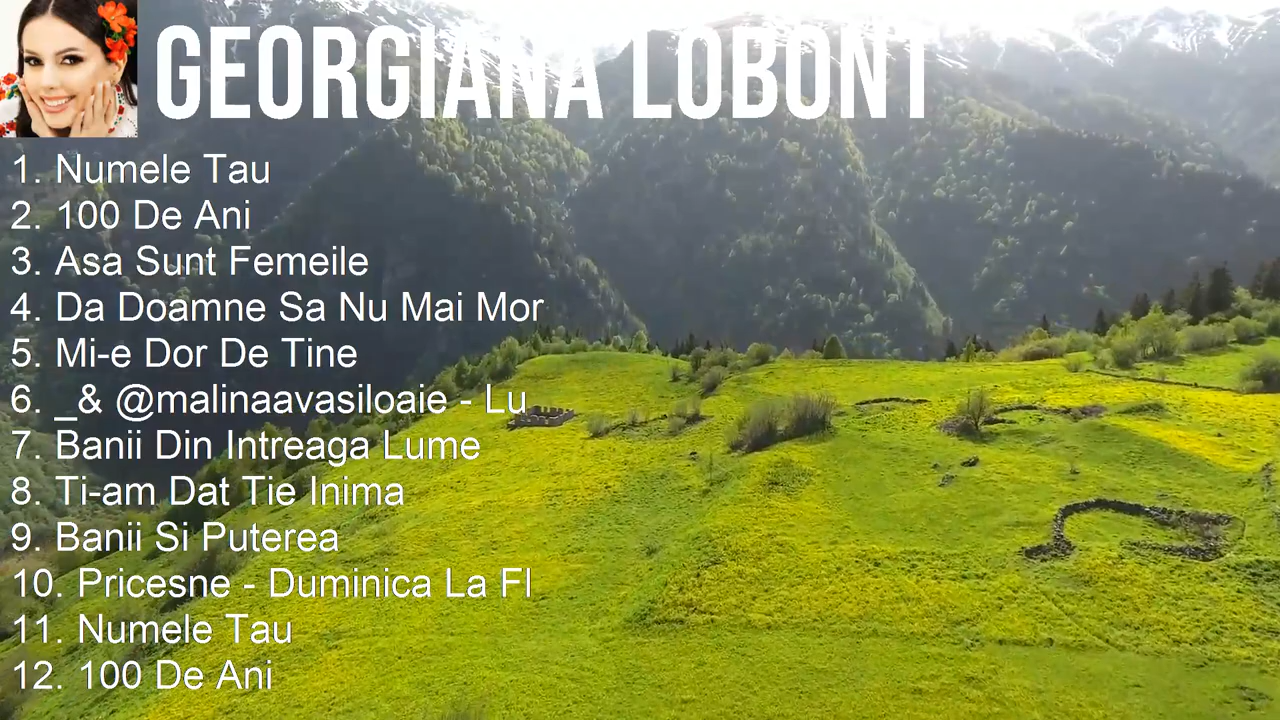 GEORGIANA LOBONT
1. Numele Tau
2. 100 De Ani
3. Asa Sunt Femeile
4. Da Doamne Sa Nu Mai Mor
5. Mi-e Dor De Tine
6. _& @malinaavasiloaie - Lu
7. Banii Din Intreaga Lume
8. Ti-am Dat Tie Inima
9. Banii Si Puterea
10. Pricesne - Duminica La Fl
11. Numele Tau
12. 100 De Ani